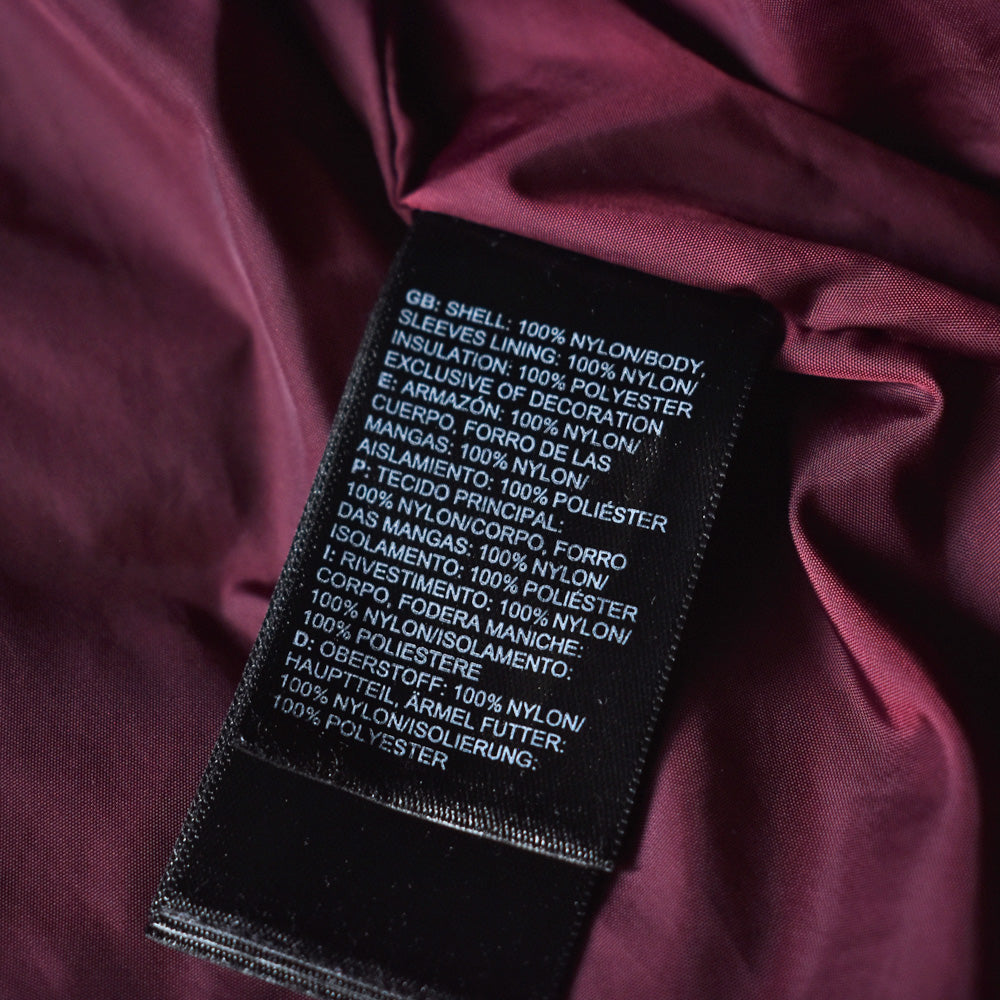 GB: SHELL: 100% NYLON/BODY,
SLEEVES LINING: 100% NYLON/
INSULATION: 100% POLYESTER
EXCLUSIVE OF DECORATION
E: ARMAZÓN: 100% NYLON/
CUERPO, FORRO DE LAS
MANGAS: 100% NYLON/
AISLAMIENTO: 100% POLIÉSTER
P: TECIDO PRINCIPAL:
100% NYLON/CORPO, FORRO
DAS MANGAS: 100% NYLON/
ISOLAMENTO: 100% POLIÉSTER
I: RIVESTIMENTO: 100% NYLON/
CORPO, FODERA MANICHE:
100% NYLON/ISOLAMENTO:
100% POLIESTERE
D: OBERSTOFF: 100% NYLON/
HAUPTTEIL, ÄRMEL FUTTER:
100% NYLON/ISOLIERUNG:
100% POLYESTER